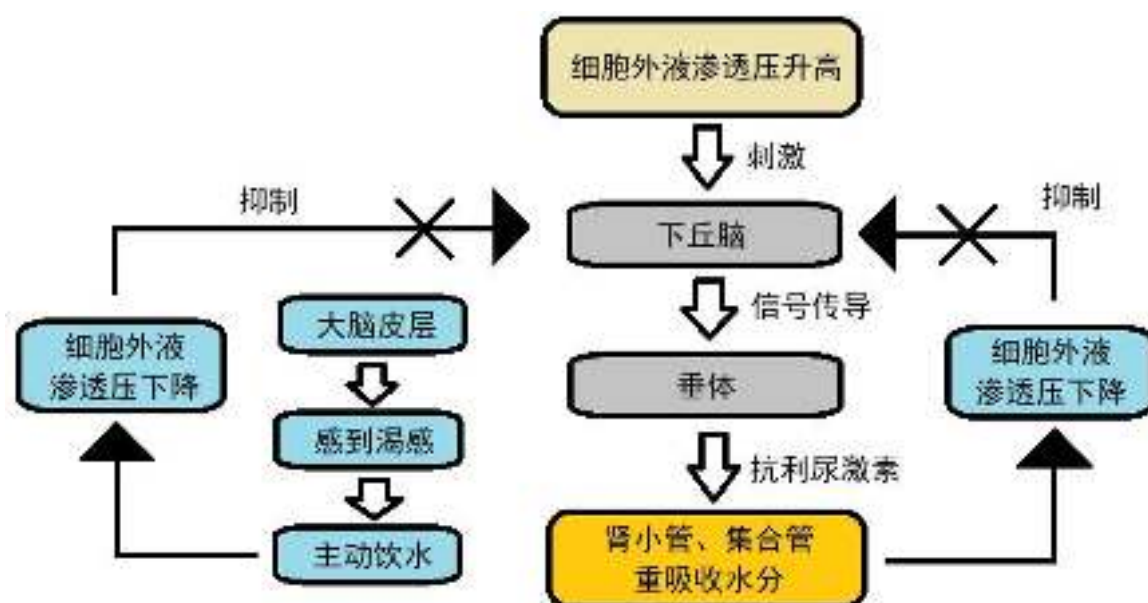 细胞外液渗透压升高
刺激
抑制
下丘脑
抑制
信号传导
大脑皮层
细胞外液
渗透压下降
垂体
细胞外液
渗透压下降
感到渴感
抗利尿激素
主动饮水
肾小管、集合管
重吸收水分